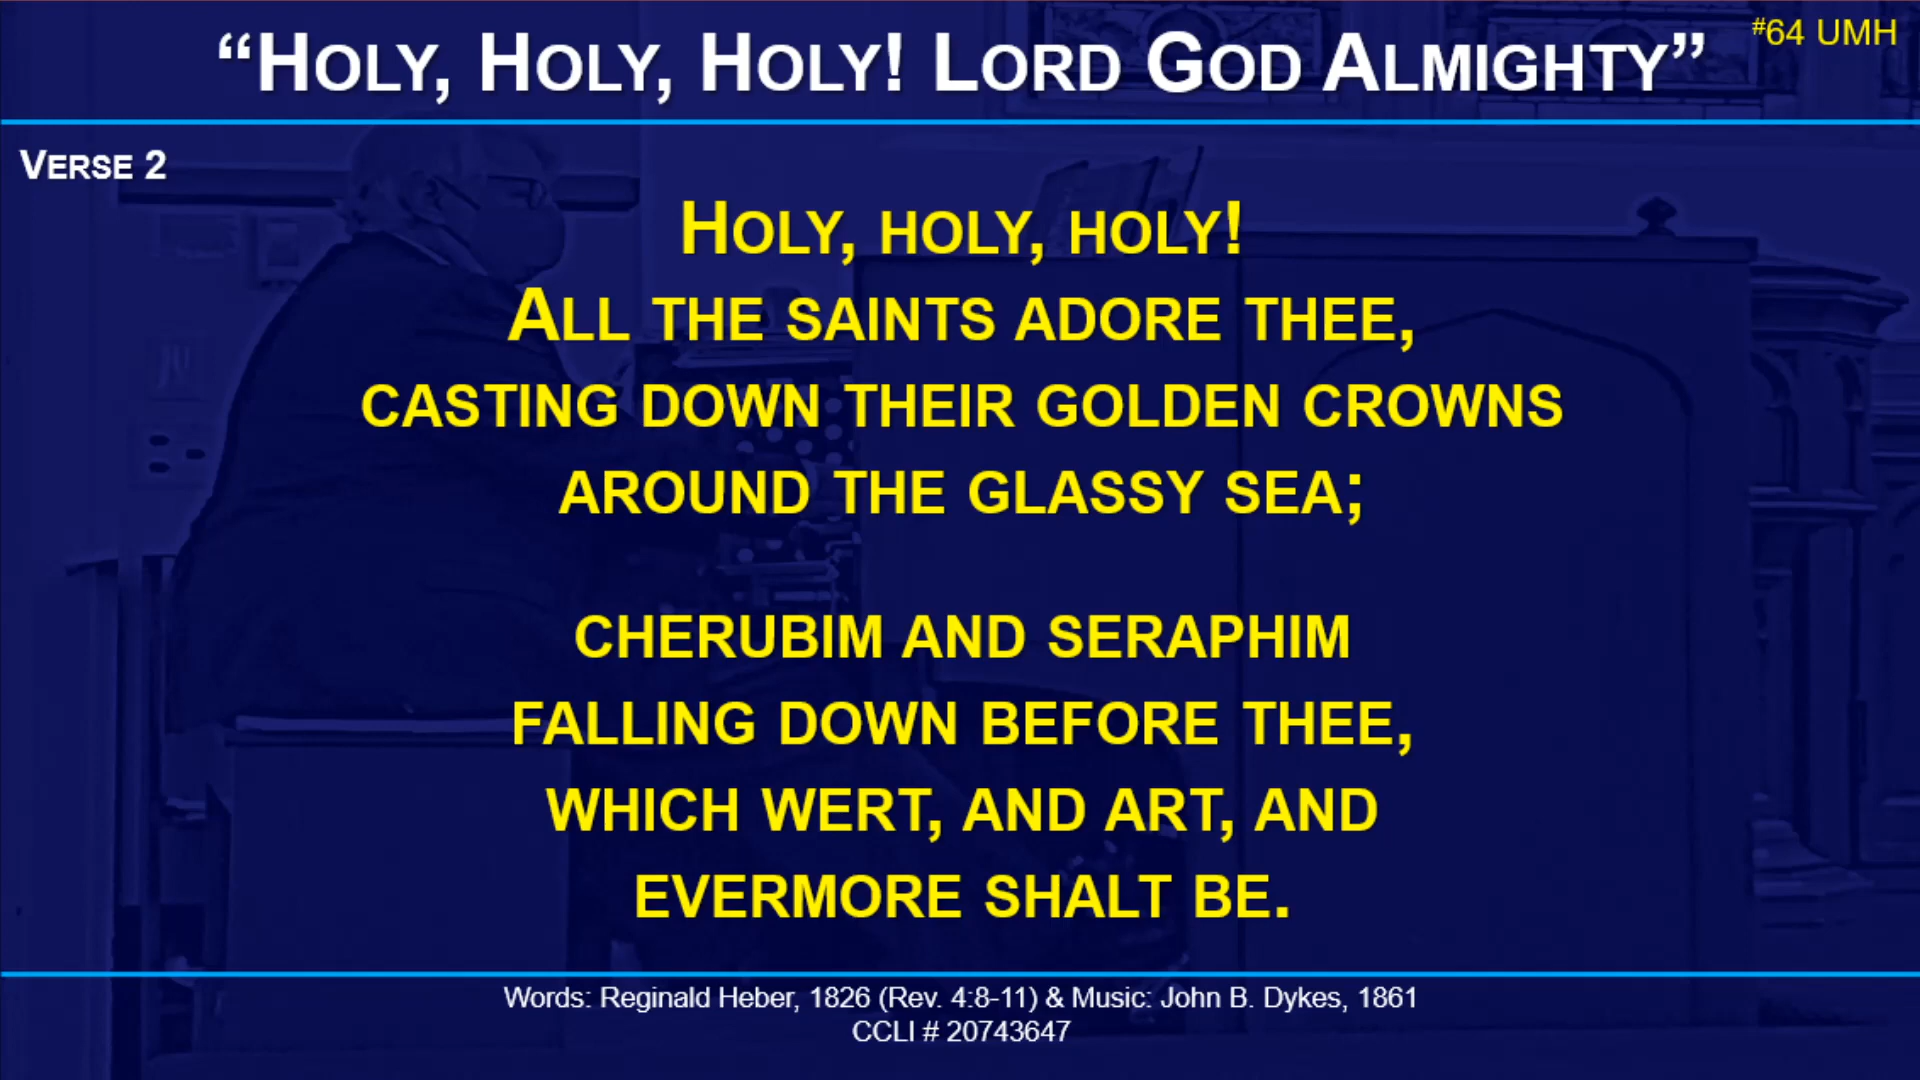 “Holy, Holy, Holy! Lord God Almighty”
#64 UMH
Verse 2
Holy, holy, holy!
All the saints adore thee,
casting down their golden crowns
around the glassy sea;
cherubim and seraphim
falling down before thee,
which wert, and art, and
evermore shalt be.
Words: Reginald Heber, 1826 (Rev. 4:8-11) & Music: John B. Dykes, 1861
CCLI # 20743647